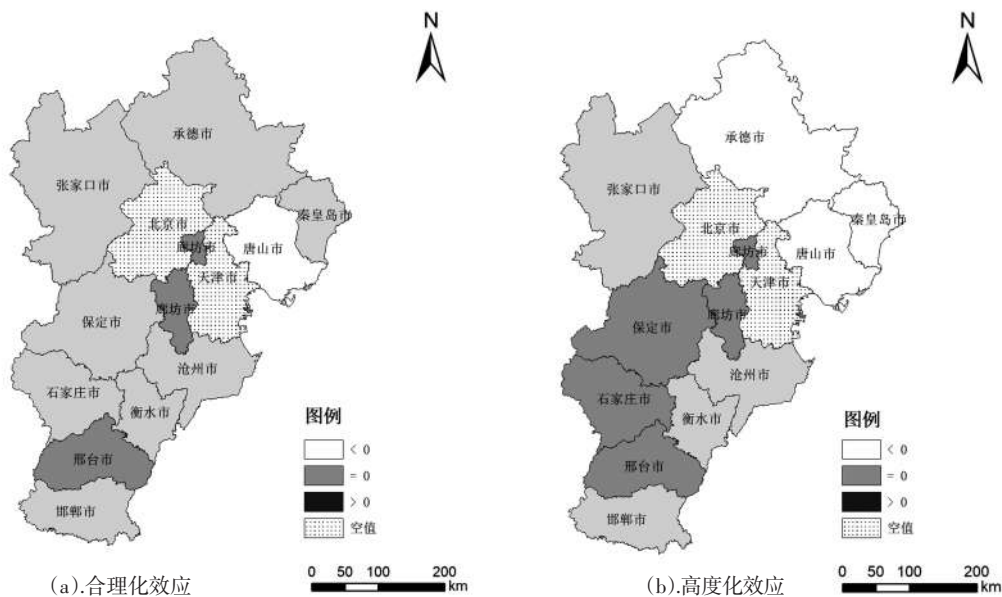 N
承德市
张家口市
北京市
秦皇岛市
廊坊市
唐山市
天津市
廊坊市
保定市
沧州市
石家庄市
衡水市
邢台市
邯郸市
图例
< 0
= 0
> 0
空值
0 50 100 200
km
(a).合理化效应
N
承德市
张家口市
北京市
秦皇岛市
廊坊市
唐山市
天津市
廊坊市
保定市
沧州市
石家庄市
衡水市
邢台市
邯郸市
图例
< 0
= 0
> 0
空值
0 50 100 200
km
(b).高度化效应